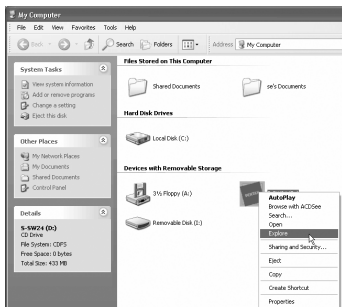 My Computer
File Edit View Favorites Tools Help
Back Search Folders Address My Computer
System Tasks
View system information
Add or remove programs
Change a setting
Eject this disk
Other Places
My Network Places
My Documents
Shared Documents
Control Panel
Details
S-SW24 (D:)
CD Drive
File System: CDFS
Free Space: 0 bytes
Total Size: 433 MB
Files Stored on This Computer
Shared Documents se's Documents
Hard Disk Drives
Local Disk (C:)
Devices with Removable Storage
3½ Floppy (A:)
Removable Disk (I:)
AutoPlay
Browse with ACDSee
Search...
Open
Explore
Sharing and Security...
Eject
Copy
Create Shortcut
Properties